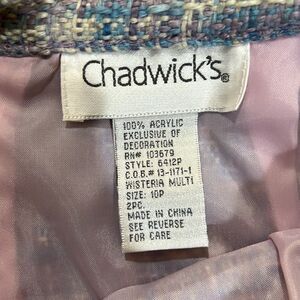 Chadwick's®
100% ACRYLIC
EXCLUSIVE OF
DECORATION
RN# 103679
STYLE: 6412P
C.O.B.# 13-1171-1
WISTERIA MULTI
SIZE: 10P
2PC.
MADE IN CHINA
SEE REVERSE
FOR CARE